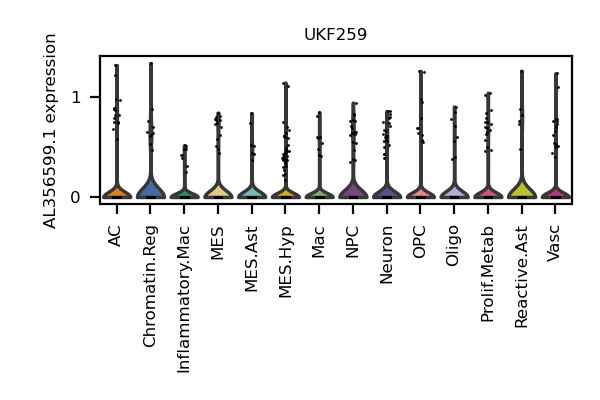 UKF259
AL356599.1 expression
1
0
AC
Chromatin.Reg
Inflammatory.Mac
MES
MES.Ast
MES.Hyp
Mac
NPC
Neuron
OPC
Oligo
Prolif.Metab
Reactive.Ast
Vasc